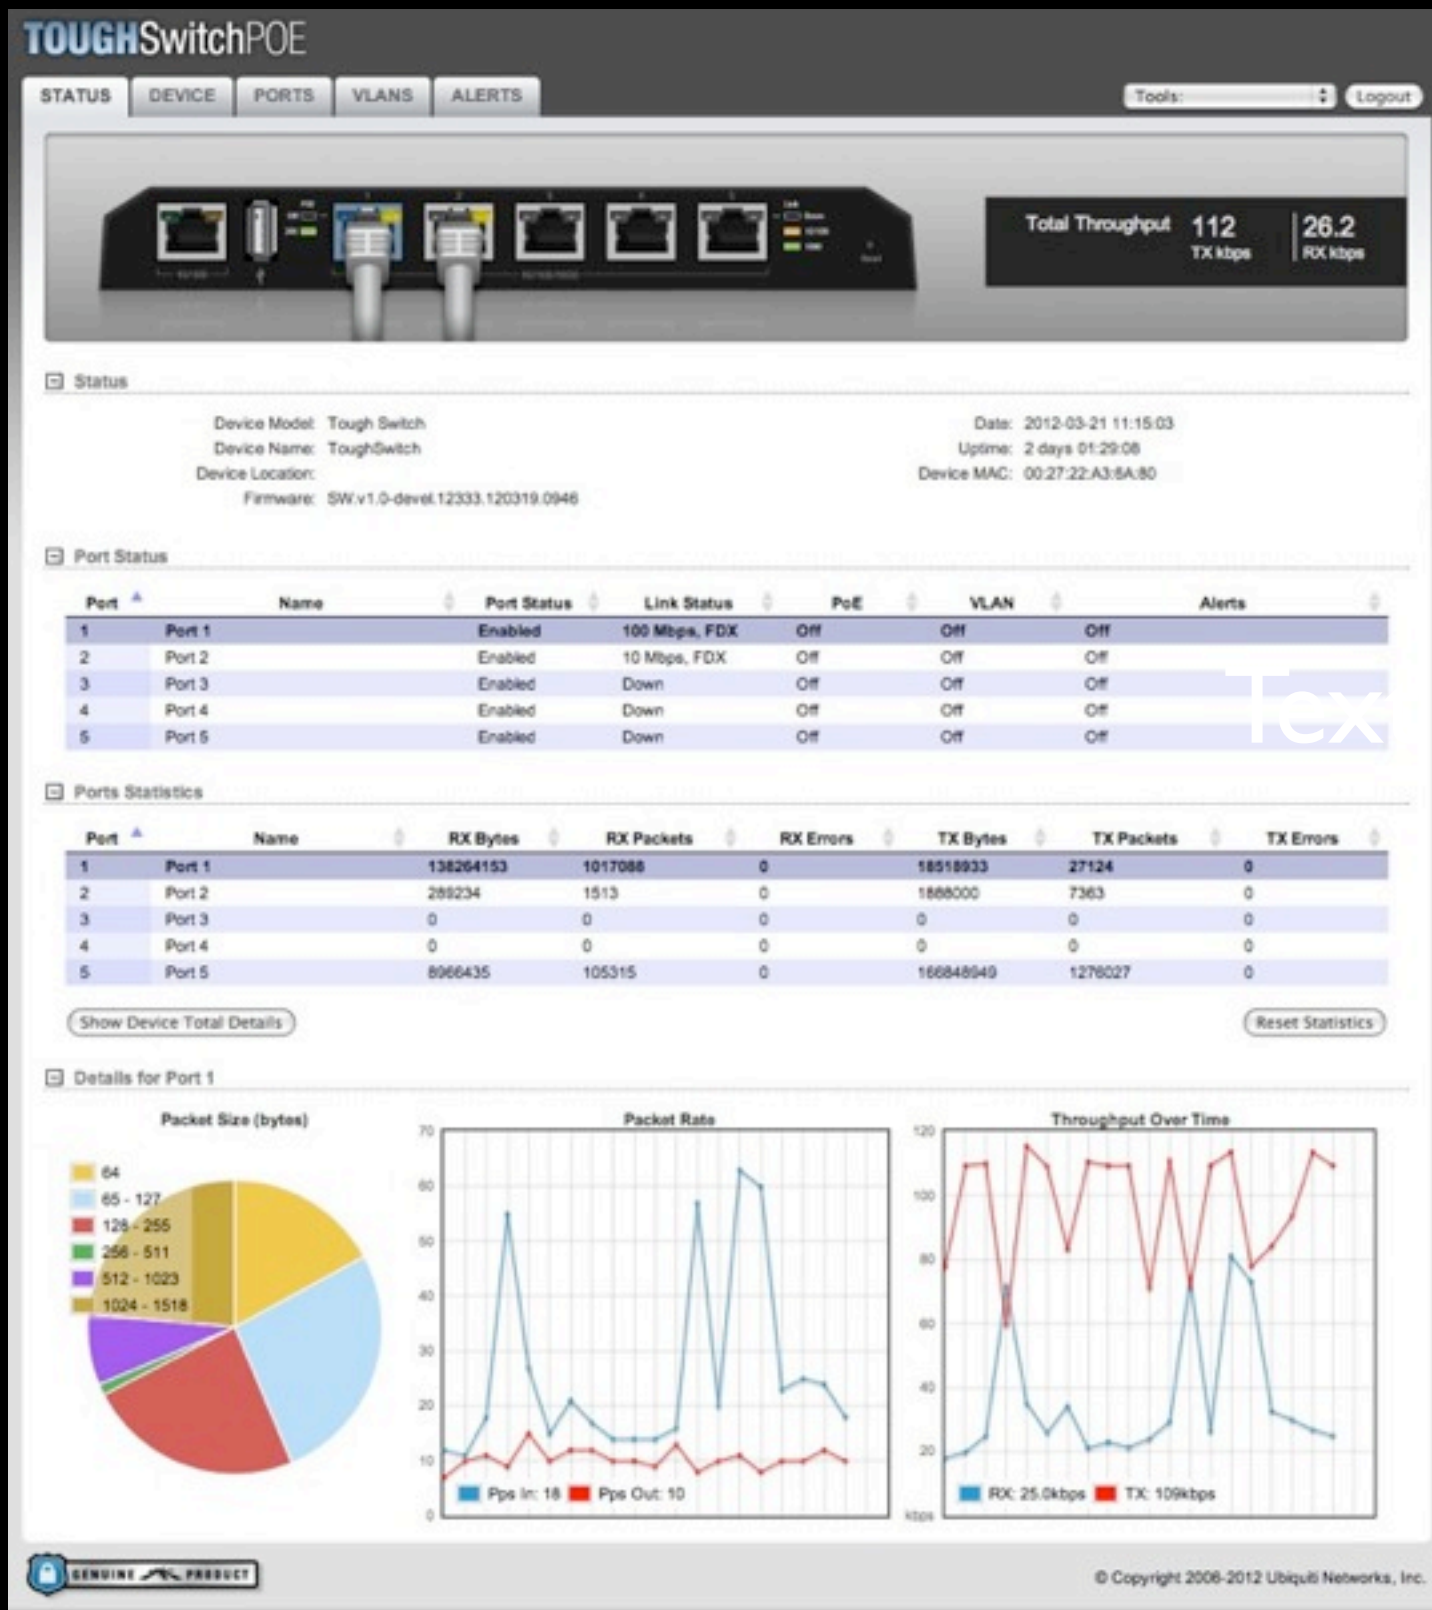 TOUGHSwitchPOE
STATUS DEVICE PORTS VLANS ALERTS Tools: Logout
Total Throughput 112 26.2
TX kbps RX kbps
Status
Device Model: Tough Switch Date: 2012-03-21 11:15:03
Device Name: ToughSwitch Uptime: 2 days 01:29:08
Device Location: Device MAC: 00:27:22:A3:6A:80
Firmware: SW.v1.0-devel.12333.120319.0946
Port Status
Port Name Port Status Link Status PoE VLAN Alerts
1 Port 1 Enabled 100 Mbps, FDX Off Off Off
2 Port 2 Enabled 10 Mbps, FDX Off Off Off
3 Port 3 Enabled Down Off Off Off
4 Port 4 Enabled Down Off Off Off
5 Port 5 Enabled Down Off Off Off
Tex
Ports Statistics
Port Name RX Bytes RX Packets RX Errors TX Bytes TX Packets TX Errors
1 Port 1 138264153 1017088 0 18518933 27124 0
2 Port 2 289234 1513 0 1888000 7363 0
3 Port 3 0 0 0 0 0 0
4 Port 4 0 0 0 0 0 0
5 Port 5 8966435 105315 0 166848949 1276027 0
Show Device Total Details Reset Statistics
Details for Port 1
Packet Size (bytes)
64
65 - 127
128 - 255
256 - 511
512 - 1023
1024 - 1518
Packet Rate
70
60
50
40
30
20
10
0
Pps In: 18 Pps Out: 10
Throughput Over Time
120
100
80
60
40
20
kbps
RX: 25.0kbps TX: 109kbps
GENUINE PRODUCT
© Copyright 2006-2012 Ubiquiti Networks, Inc.